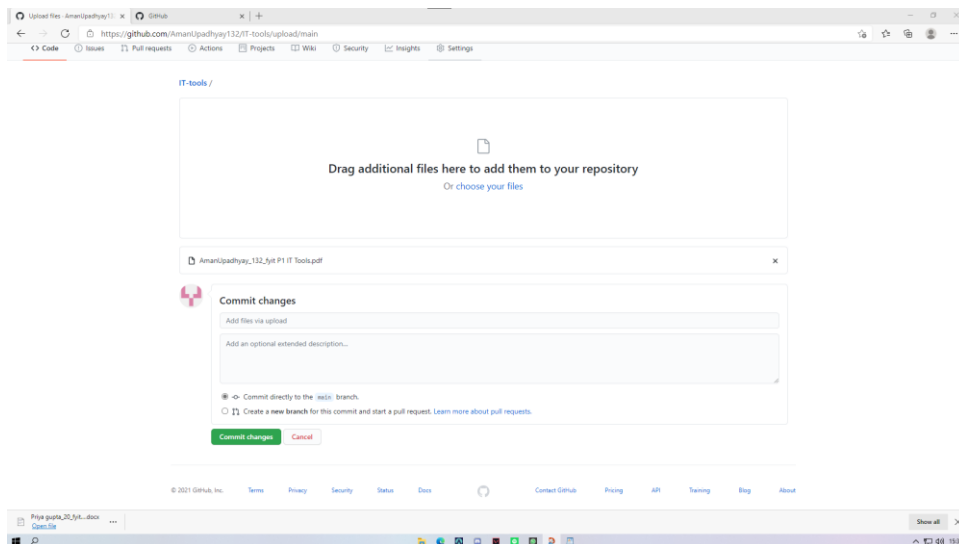 Upload files · AmanUpadhyay13
GitHub
https://github.com/AmanUpadhyay132/IT-tools/upload/main
<> Code Issues Pull requests Actions Projects Wiki Security Insights Settings
IT-tools /
Drag additional files here to add them to your repository
Or choose your files
AmanUpadhyay_132_fyit P1 IT Tools.pdf
Commit changes
Add files via upload
Add an optional extended description...
Commit directly to the main branch.
Create a new branch for this commit and start a pull request. Learn more about pull requests.
Commit changes Cancel
© 2021 GitHub, Inc. Terms Privacy Security Status Docs Contact GitHub Pricing API Training Blog About
Priya gupta_20_fyit....docx
Open file
Show all